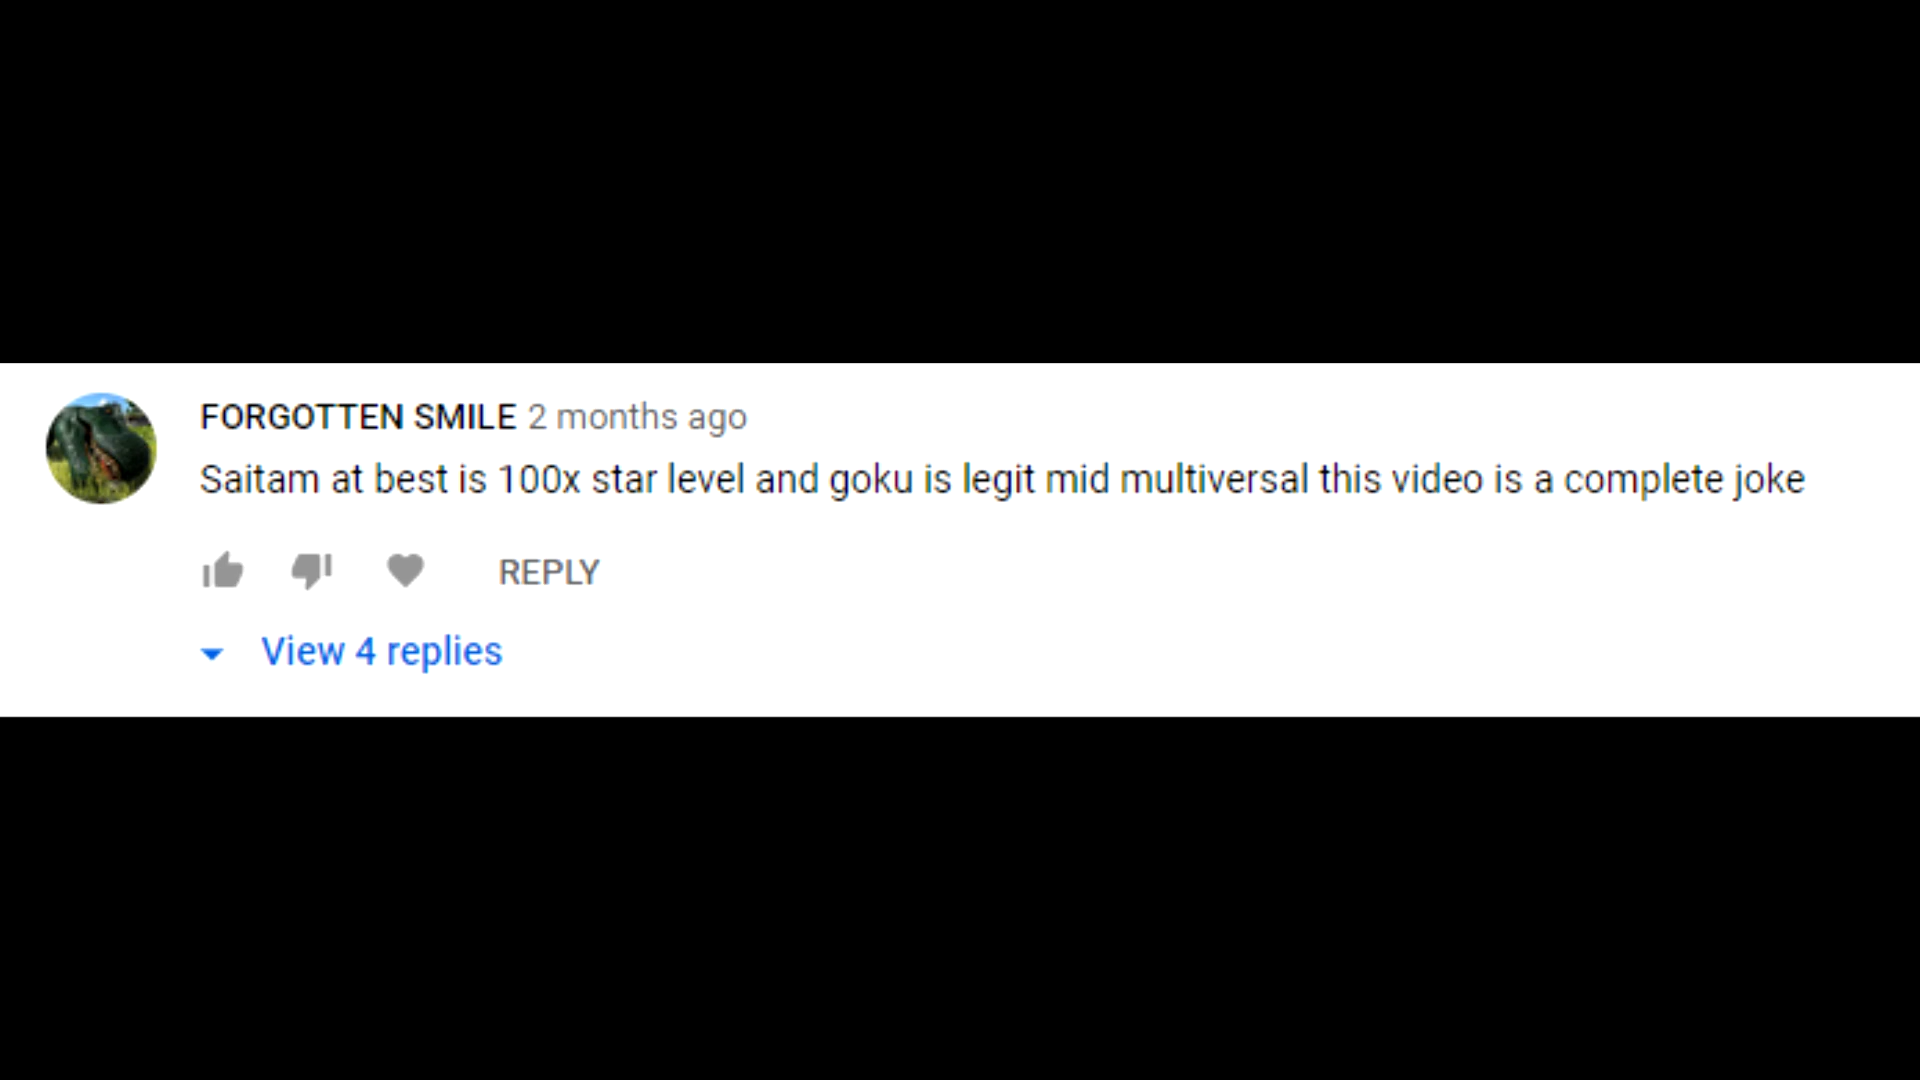 FORGOTTEN SMILE 2 months ago
Saitam at best is 100x star level and goku is legit mid multiversal this video is a complete joke
REPLY
View 4 replies